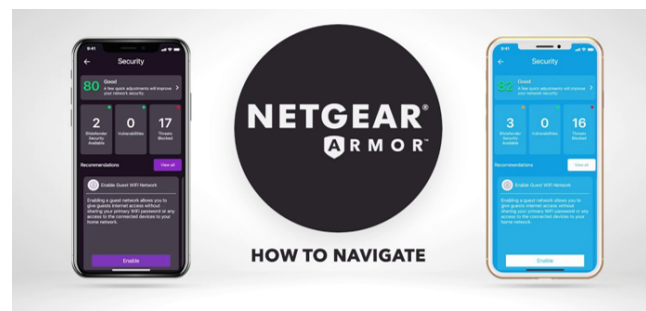 9:41
Security
80
Good
A few quick adjustments will improve
your network security.
2
Bitdefender
Security
Available
0
Vulnerabilities
17
Threats
Blocked
Recommendations
View all
Enable Guest WiFi Network
Enabling a guest network allows you to
give guests internet access without
sharing your primary WiFi password or any
access to the connected devices to your
home network.
Enable
NETGEAR®
ARMOR™
HOW TO NAVIGATE
9:41
Security
82
Good
A few quick adjustments will improve
your network security.
3
Bitdefender
Security
Available
0
Vulnerabilities
16
Threats
Blocked
Recommendations
View all
Enable Guest WiFi Network
Enabling a guest network allows you to
give guests internet access without
sharing your primary WiFi password or any
access to the connected devices to your
home network.
Enable